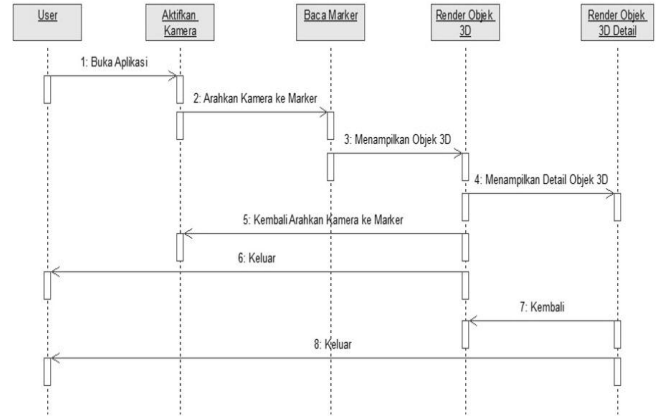 User
Aktifkan
Kamera
Baca Marker
Render Objek
3D
Render Objek
3D Detail
1: Buka Aplikasi
2: Arahkan Kamera ke Marker
3: Menampilkan Objek 3D
4: Menampilkan Detail Objek 3D
5: Kembali Arahkan Kamera ke Marker
6: Keluar
7: Kembali
8: Keluar